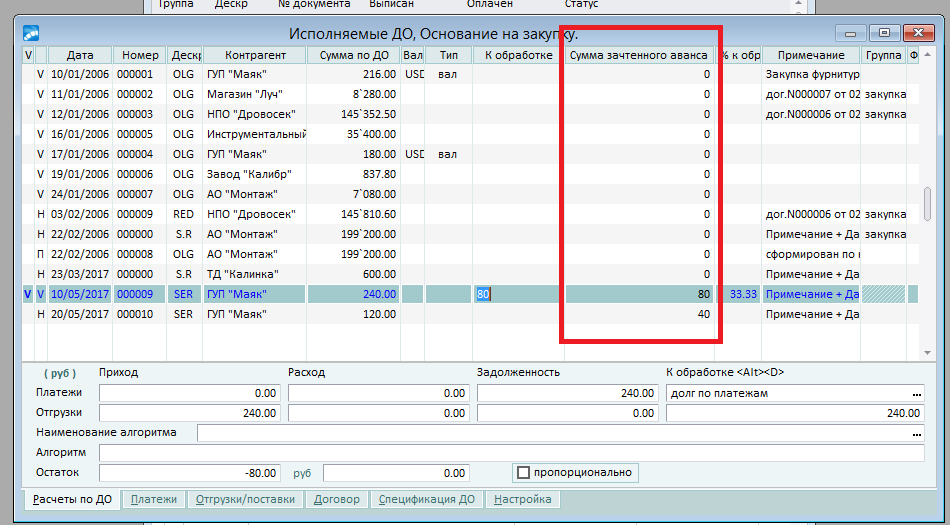 Группа Дескр № документа Выписан Оплачен Статус
Исполняемые ДО, Основание на закупку.
V Дата Номер Дескр Контрагент Сумма по ДО Вал Тип К обработке Сумма зачтенного аванса % к обр Примечание Группа Ф
V 10/01/2006 000001 OLG ГУП "Маяк" 216.00 USD вал 0 Закупка фурнитур
V 11/01/2006 000002 OLG Магазин "Луч" 8`280.00 0 дог.N000007 от 02 закупка
V 12/01/2006 000003 OLG НПО "Дровосек" 145`352.50 0 дог.N000006 от 02 закупка
V 16/01/2006 000005 OLG Инструментальный 35`400.00 0
V 17/01/2006 000004 OLG ГУП "Маяк" 180.00 USD вал 0
V 19/01/2006 000006 OLG Завод "Калибр" 837.80 0
V 24/01/2006 000007 OLG АО "Монтаж" 7`080.00 0
Н 03/02/2006 000009 RED НПО "Дровосек" 145`810.60 0 дог.N000006 от 02 закупка
Н 22/02/2006 000000 S.R АО "Монтаж" 199`200.00 0 Примечание + Да закупка
П 22/02/2006 000008 OLG АО "Монтаж" 199`200.00 0 сформирован по н
Н 23/03/2017 000000 S.R ТД "Калинка" 600.00 0 Примечание + Да
V V 10/05/2017 000009 SER ГУП "Маяк" 240.00 80 80 33.33 Примечание + Да
Н 20/05/2017 000010 SER ГУП "Маяк" 120.00 40 Примечание + Да
( руб ) Приход Расход Задолженность К обработке <Alt><D>
Платежи 0.00 0.00 240.00 долг по платежам ...
Отгрузки 240.00 0.00 0.00 240.00
Наименование алгоритма ...
Алгоритм
Остаток -80.00 руб 0.00 пропорционально
Расчеты по ДО Платежи Отгрузки/поставки Договор Спецификация ДО Настройка